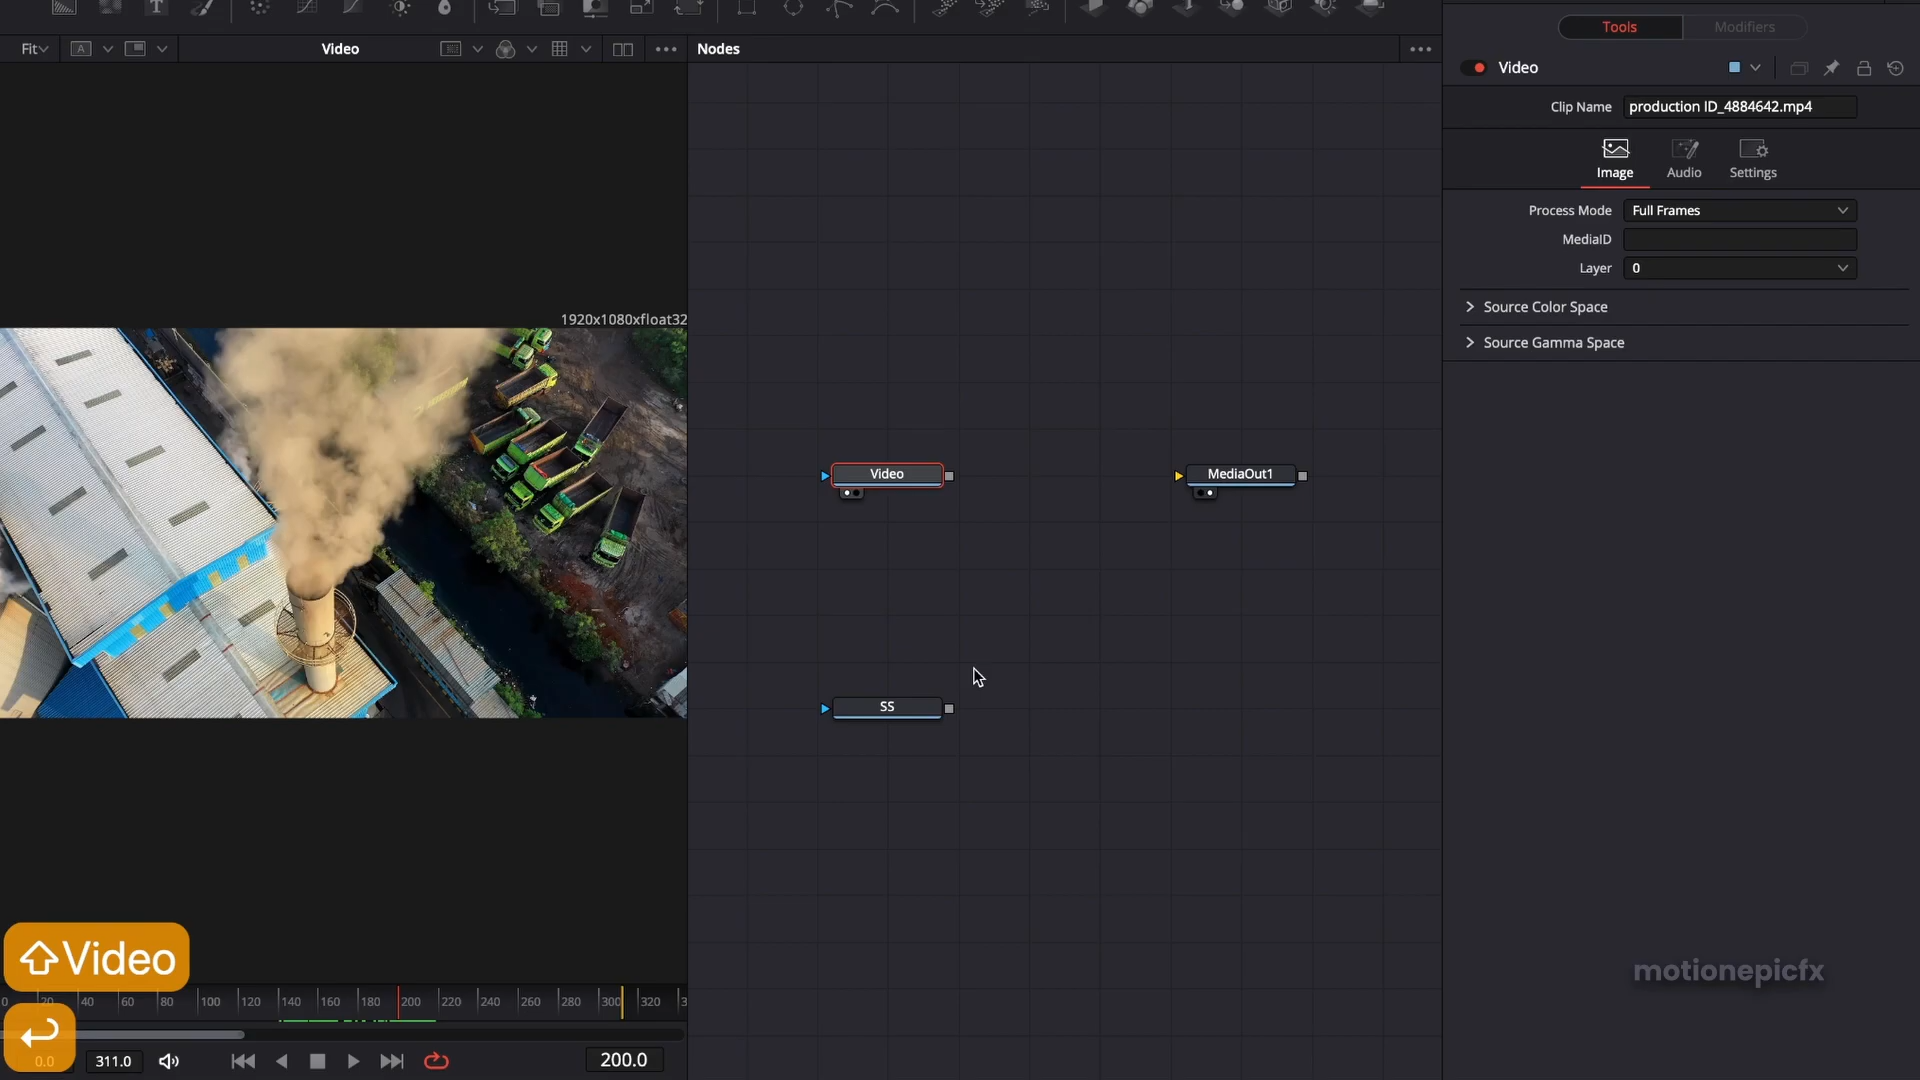 Fit
A
Video
Nodes
Tools
Modifiers
Video
Clip Name
production ID_4884642.mp4
Image
Audio
Settings
Process Mode
Full Frames
MediaID
Layer
0
Source Color Space
Source Gamma Space
1920x1080xfloat32
Video
MediaOut1
SS
motionepicfx
⇧Video
0 20 40 60 80 100 120 140 160 180 200 220 240 260 280 300 320 3
0.0
311.0
200.0